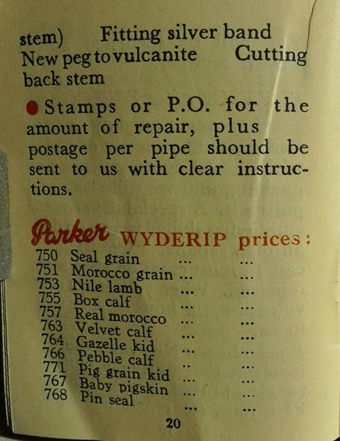 stem) Fitting silver band
New peg to vulcanite Cutting
back stem
● Stamps or P.O. for the
amount of repair, plus
postage per pipe should be
sent to us with clear instruc-
tions.
Parker WYDERIP prices:
750 Seal grain ... ...
751 Morocco grain ... ...
753 Nile lamb ... ...
755 Box calf ... ...
757 Real morocco ... ...
763 Velvet calf ... ...
764 Gazelle kid ... ...
766 Pebble calf .. ...
771 Pig grain kid ... ...
767 Baby pigskin ... ...
768 Pin seal ... ...
20